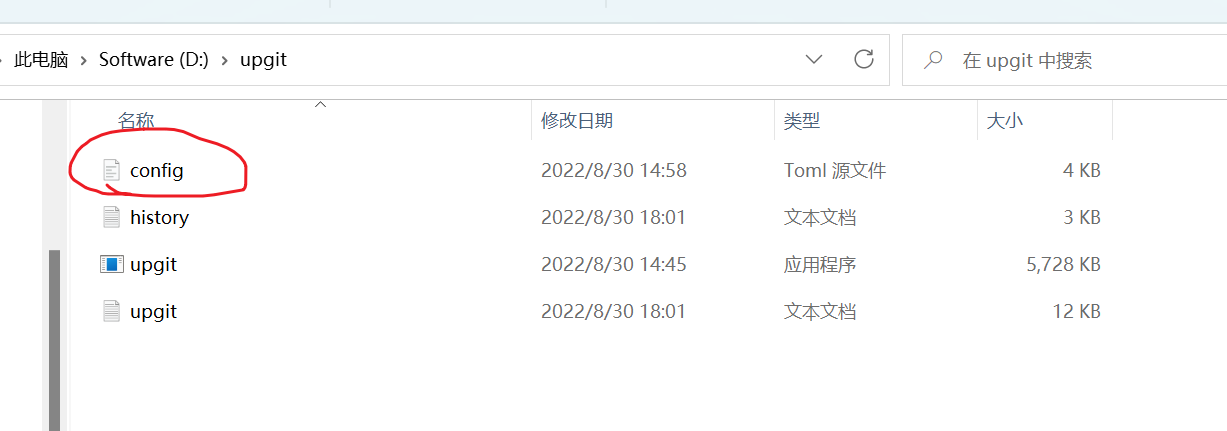 此电脑 > Software (D:) > upgit
在 upgit 中搜索
名称 修改日期 类型 大小
config 2022/8/30 14:58 Toml 源文件 4 KB
history 2022/8/30 18:01 文本文档 3 KB
upgit 2022/8/30 14:45 应用程序 5,728 KB
upgit 2022/8/30 18:01 文本文档 12 KB